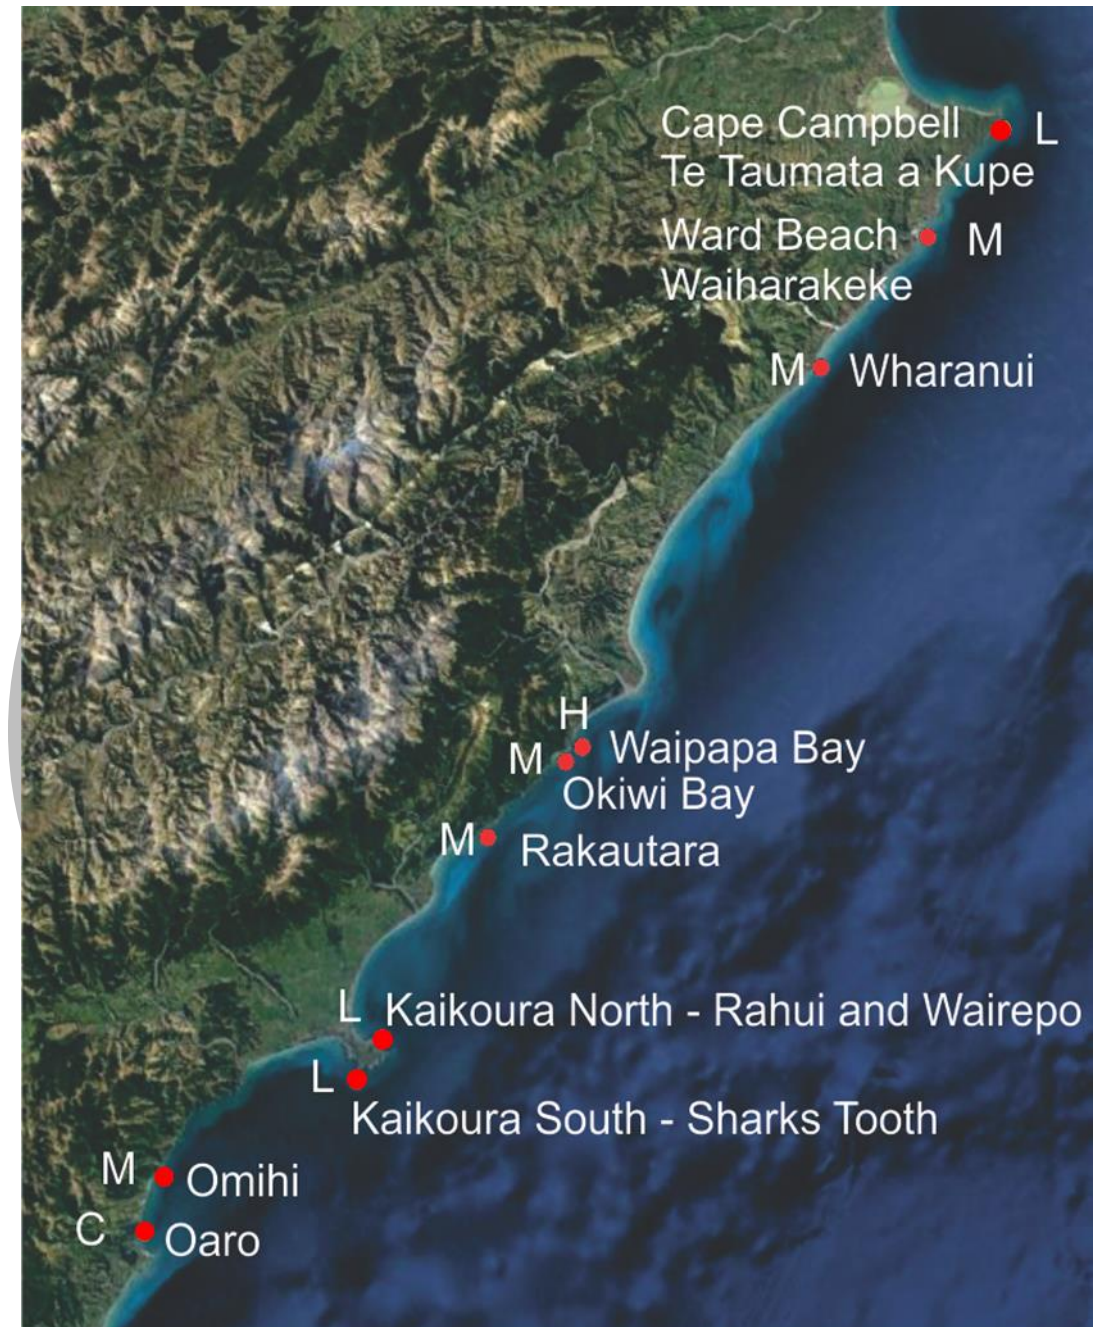 Cape Campbell L
Te Taumata a Kupe
Ward Beach M
Waiharakeke
M Wharanui
H
Waipapa Bay
M
Okiwi Bay
M Rakautara
L Kaikoura North - Rahui and Wairepo
L
Kaikoura South - Sharks Tooth
M Omihi
C Oaro